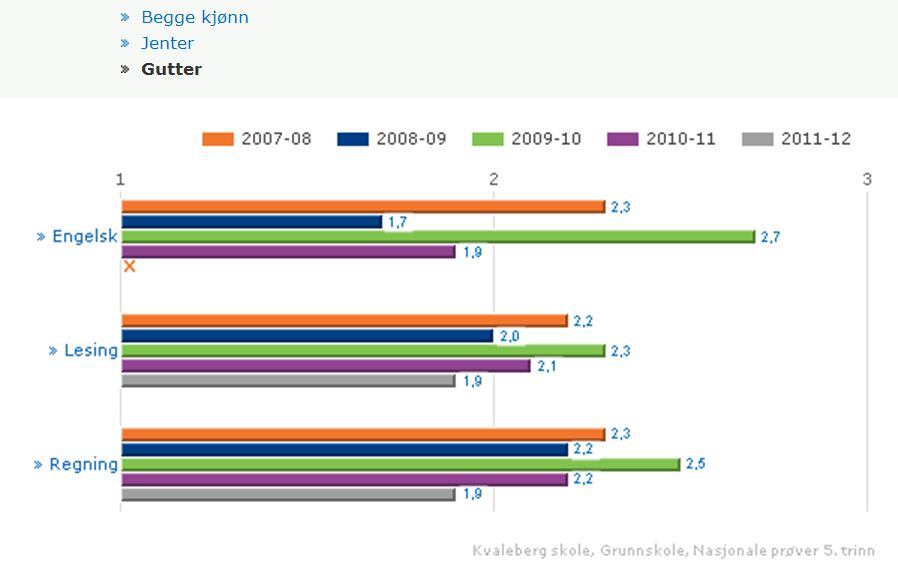 » Begge kjønn
» Jenter
» Gutter
2007-08 2008-09 2009-10 2010-11 2011-12
1 2 3
2,3
1,7
» Engelsk 2,7
1,9
2,2
2,0
» Lesing 2,3
2,1
1,9
2,3
2,2
» Regning 2,5
2,2
1,9
Kvaleberg skole, Grunnskole, Nasjonale prøver 5. trinn